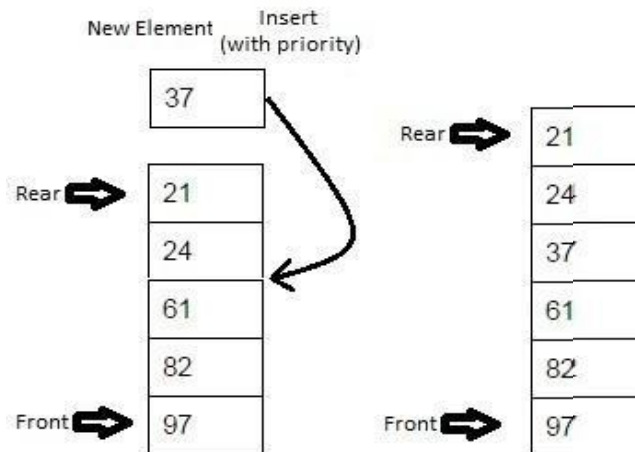 New Element
Insert
(with priority)
37
Rear
21
24
61
82
Front
97
Rear
21
24
37
61
82
Front
97